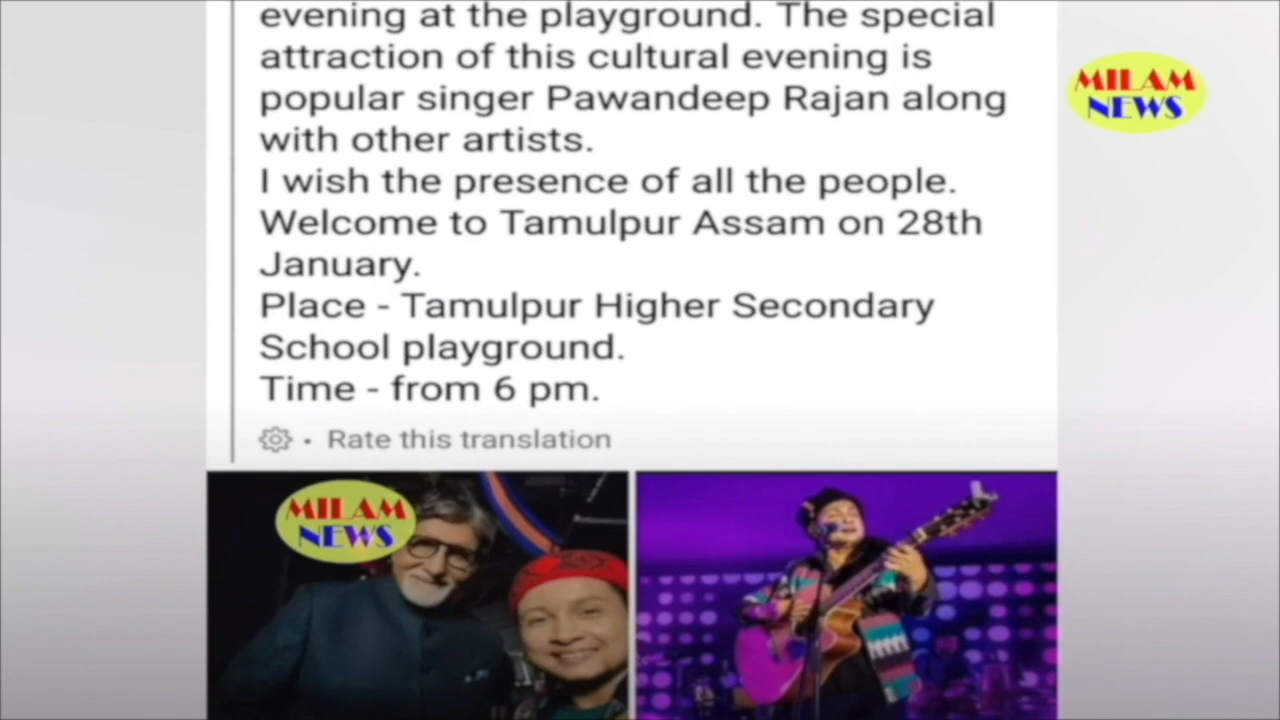 evening at the playground. The special
attraction of this cultural evening is
popular singer Pawandeep Rajan along
with other artists.
I wish the presence of all the people.
Welcome to Tamulpur Assam on 28th
January.
Place - Tamulpur Higher Secondary
School playground.
Time - from 6 pm.
· Rate this translation
MILAM
NEWS
MILAM
NEWS